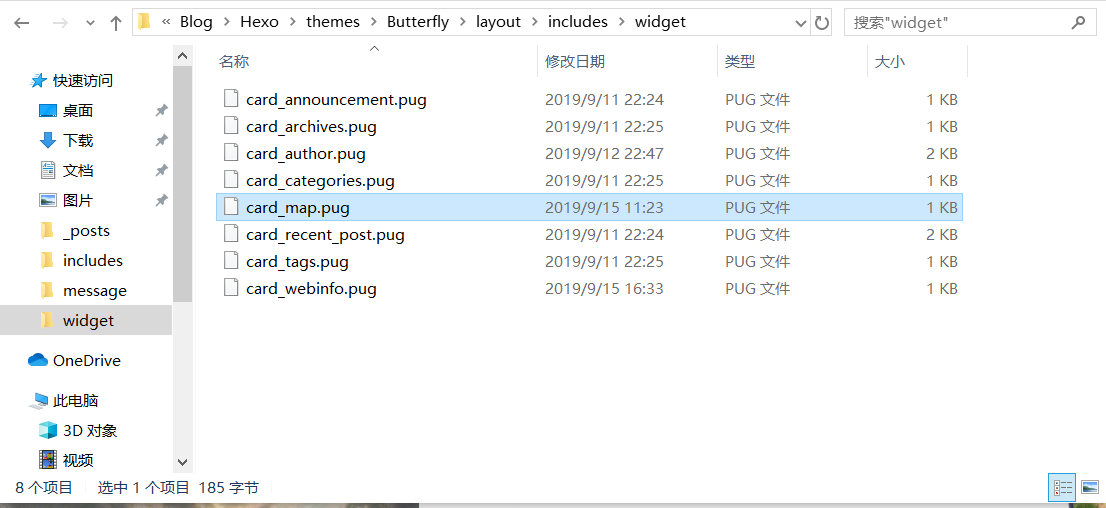 « Blog > Hexo > themes > Butterfly > layout > includes > widget
搜索"widget"
名称 修改日期 类型 大小
快速访问
桌面
下载
文档
图片
_posts
includes
message
widget
OneDrive
此电脑
3D 对象
视频
card_announcement.pug 2019/9/11 22:24 PUG 文件 1 KB
card_archives.pug 2019/9/11 22:25 PUG 文件 1 KB
card_author.pug 2019/9/12 22:47 PUG 文件 2 KB
card_categories.pug 2019/9/11 22:25 PUG 文件 1 KB
card_map.pug 2019/9/15 11:23 PUG 文件 1 KB
card_recent_post.pug 2019/9/11 22:24 PUG 文件 2 KB
card_tags.pug 2019/9/11 22:25 PUG 文件 1 KB
card_webinfo.pug 2019/9/15 16:33 PUG 文件 1 KB
8 个项目 选中 1 个项目 185 字节